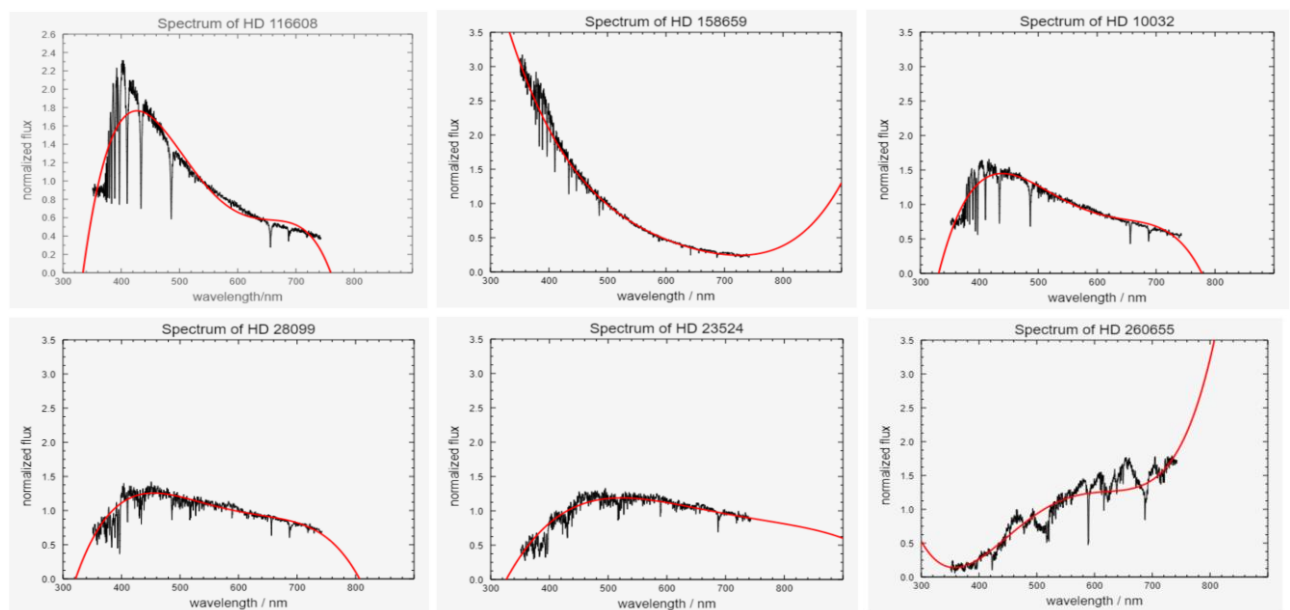 Spectrum of HD 116608
normalized flux
2.6
2.4
2.2
2.0
1.8
1.6
1.4
1.2
1.0
0.8
0.6
0.4
0.2
0.0
300 400 500 600 700 800
wavelength/nm
Spectrum of HD 158659
normalized flux
3.5
3.0
2.5
2.0
1.5
1.0
0.5
0.0
300 400 500 600 700 800
wavelength / nm
Spectrum of HD 10032
normalized flux
3.5
3.0
2.5
2.0
1.5
1.0
0.5
0.0
300 400 500 600 700 800
wavelength / nm
Spectrum of HD 28099
normalized flux
3.5
3.0
2.5
2.0
1.5
1.0
0.5
0.0
300 400 500 600 700 800
wavelength / nm
Spectrum of HD 23524
normalized flux
3.5
3.0
2.5
2.0
1.5
1.0
0.5
0.0
300 400 500 600 700 800
wavelength / nm
Spectrum of HD 260655
normalized flux
3.5
3.0
2.5
2.0
1.5
1.0
0.5
0.0
300 400 500 600 700 800
wavelength / nm